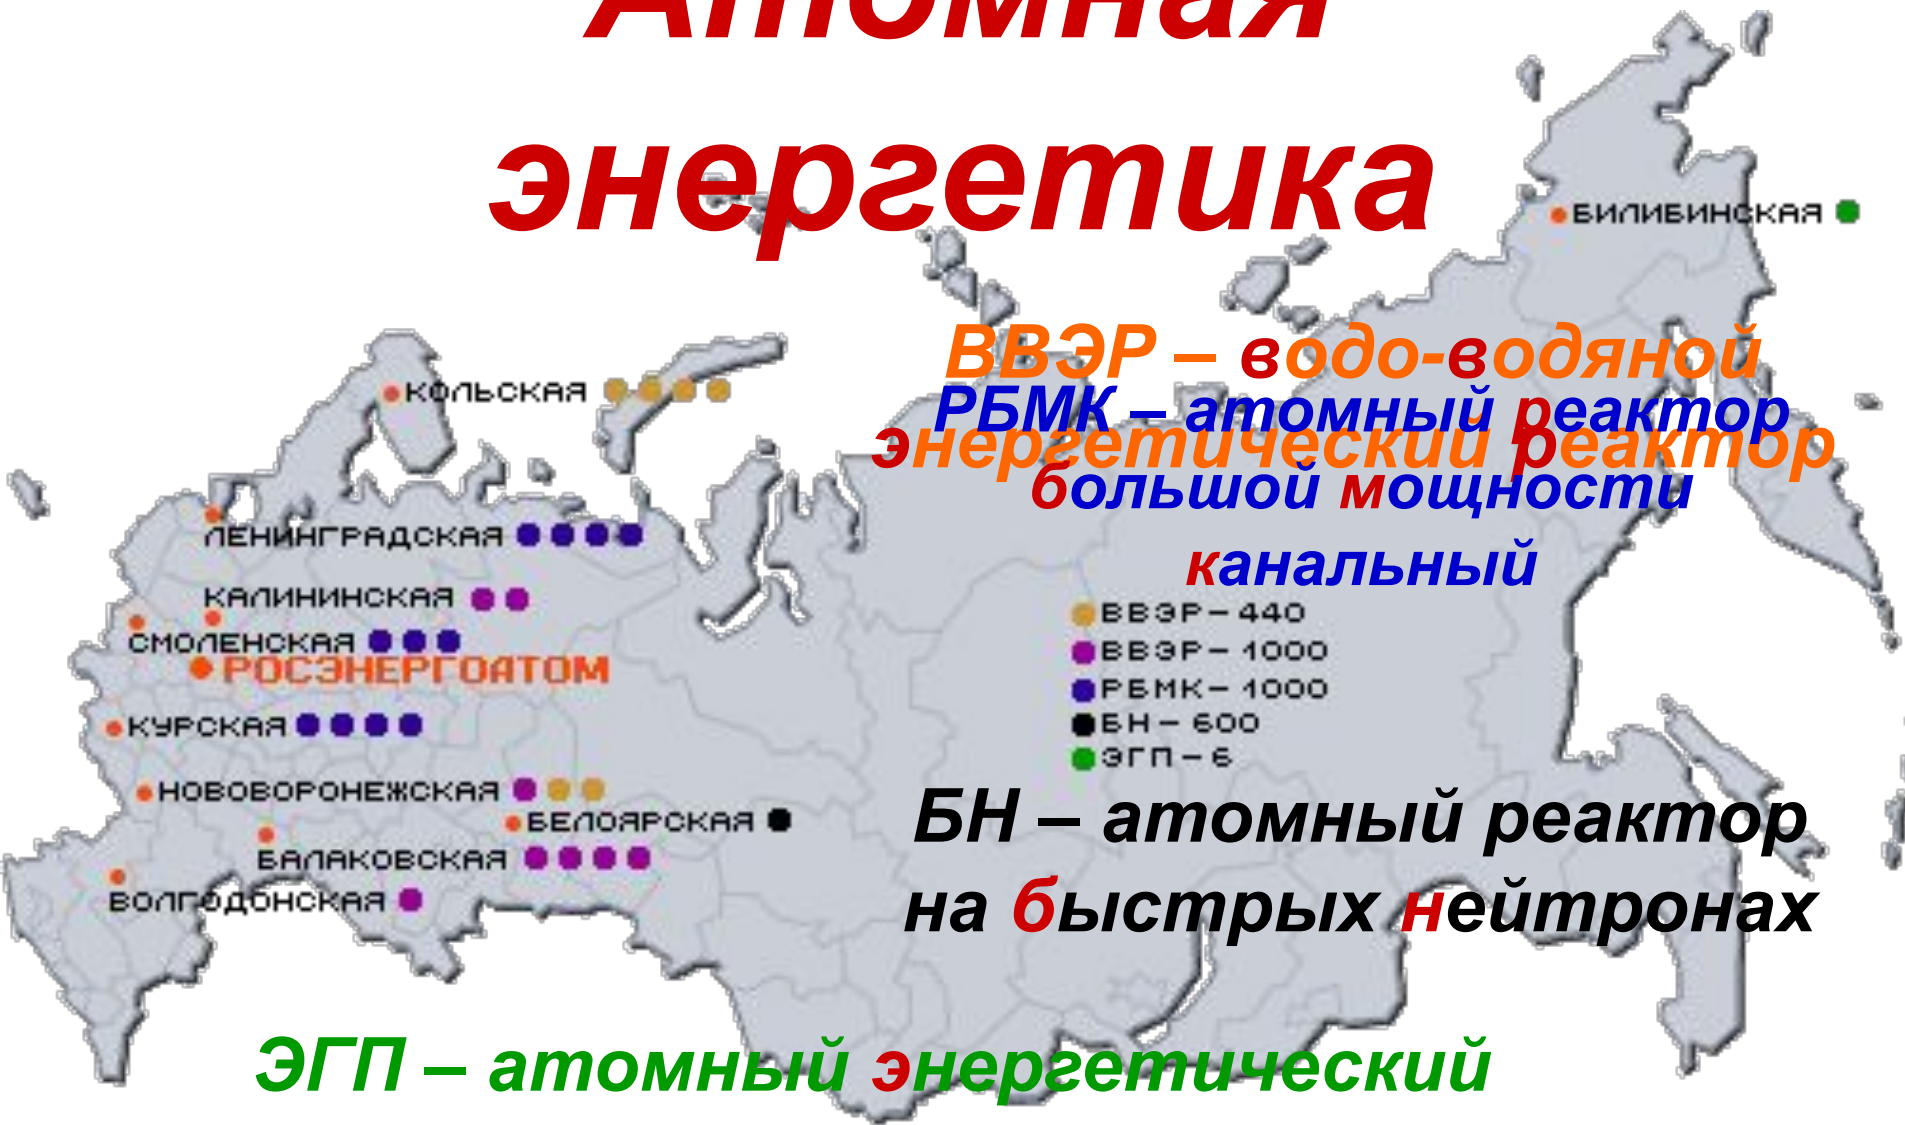 Атомная
энергетика
БИЛИБИНСКАЯ
ВВЭР – водо-водяной
энергетический реактор
РБМК – атомный реактор
большой мощности
канальный
КОЛЬСКАЯ
ЛЕНИНГРАДСКАЯ
КАЛИНИНСКАЯ
СМОЛЕНСКАЯ
РОСЭНЕРГОАТОМ
КУРСКАЯ
НОВОВОРОНЕЖСКАЯ
БЕЛОЯРСКАЯ
БАЛАКОВСКАЯ
ВОЛГОДОНСКАЯ
ВВЭР – 440
ВВЭР – 1000
РБМК – 1000
БН – 600
ЭГП – 6
БН – атомный реактор
на быстрых нейтронах
ЭГП – атомный энергетический